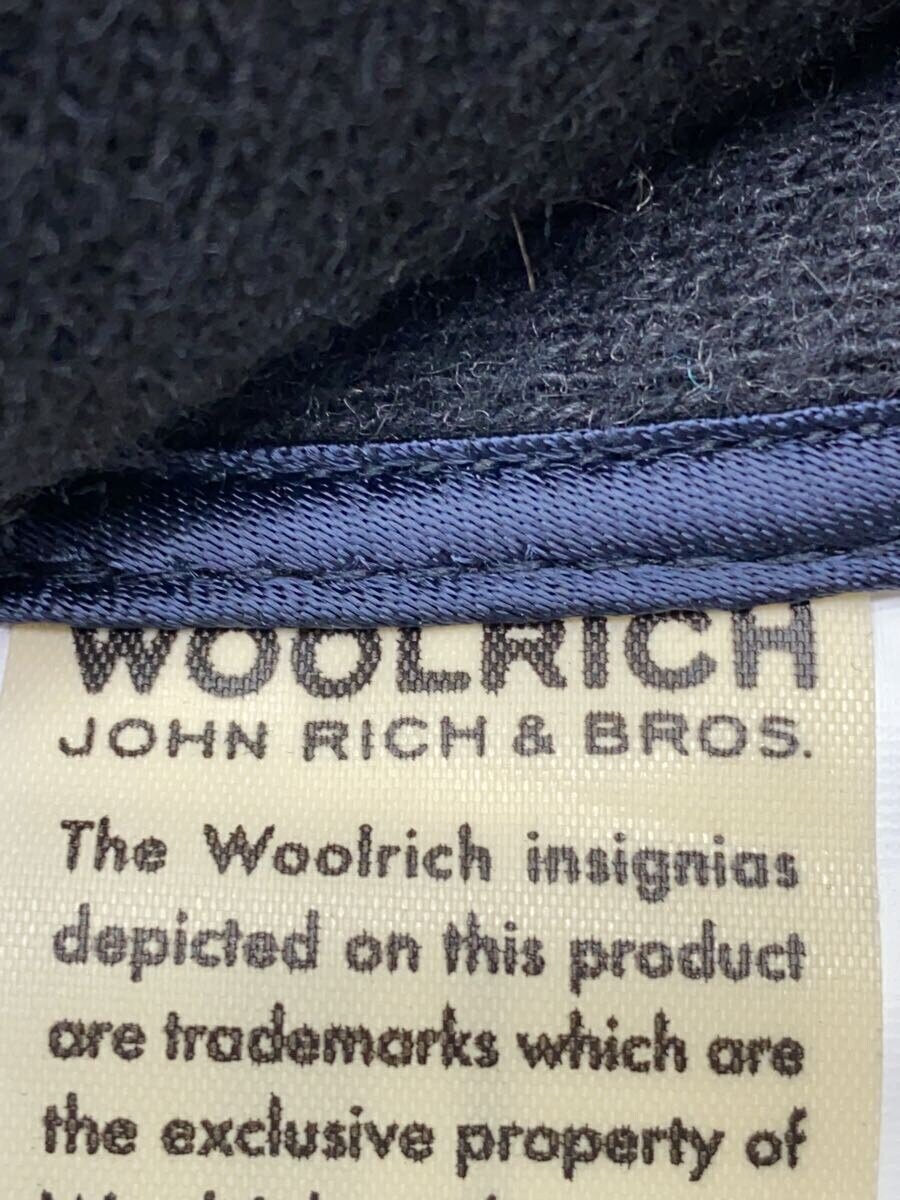 WOOLRICH
JOHN RICH & BROS.
The Woolrich insignias
depicted on this product
are trademarks which are
the exclusive property of